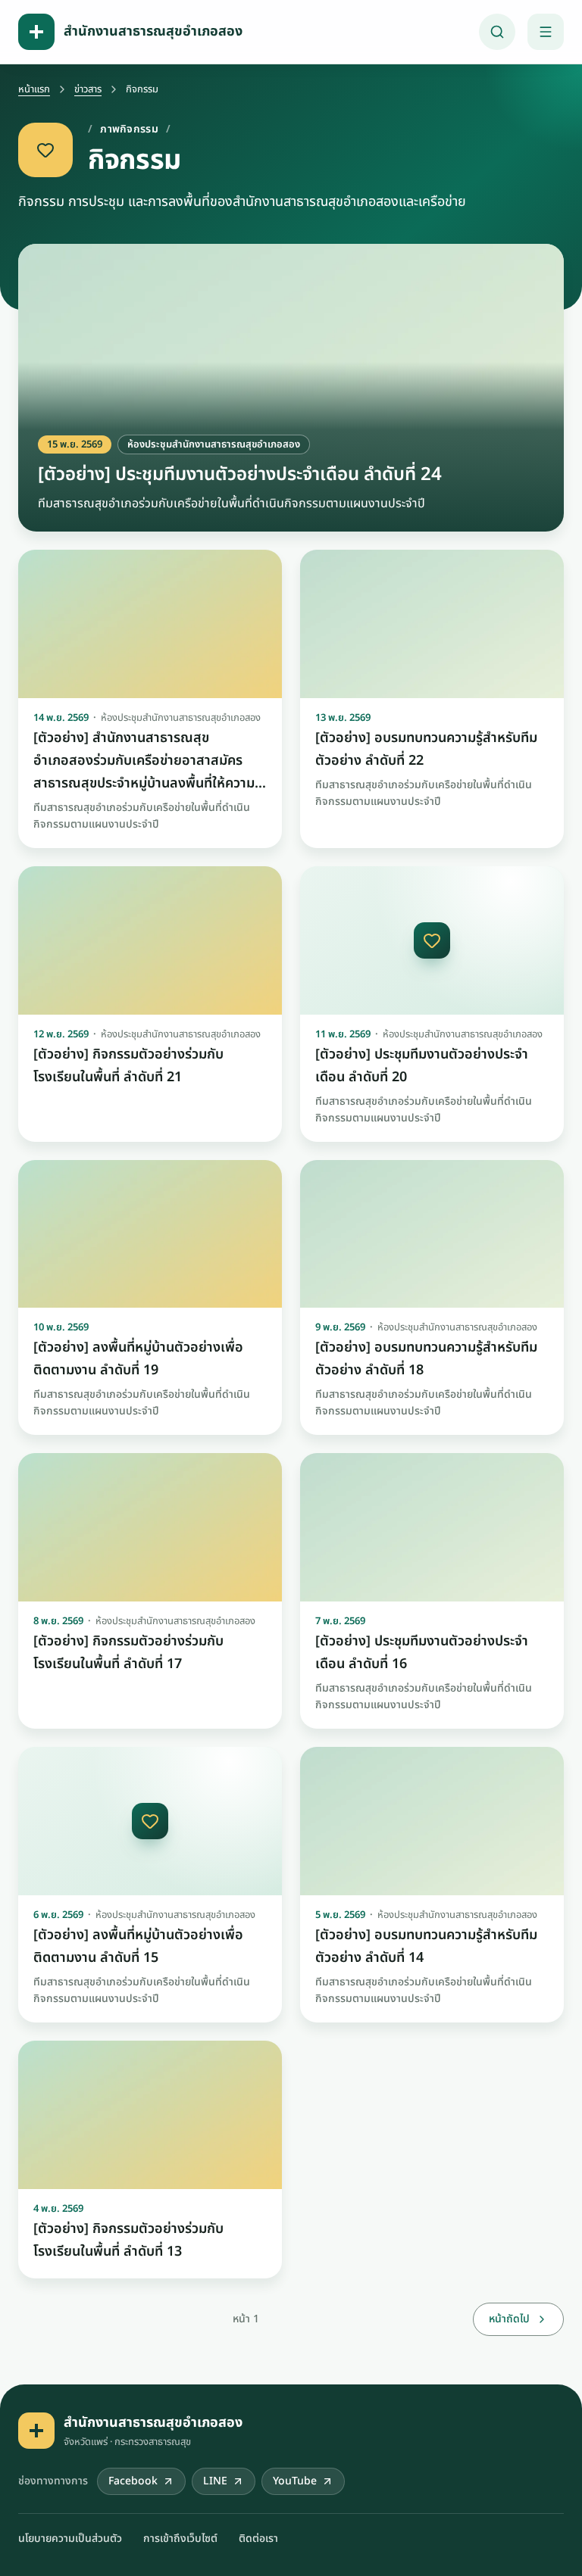 สำนักงานสาธารณสุขอำเภอสอง
หน้าแรก
ข่าวสาร
กิจกรรม
/ ภาพกิจกรรม /
กิจกรรม
กิจกรรม การประชุม และการลงพื้นที่ของสำนักงานสาธารณสุขอำเภอสองและเครือข่าย
15 พ.ย. 2569
ห้องประชุมสำนักงานสาธารณสุขอำเภอสอง
[ตัวอย่าง] ประชุมทีมงานตัวอย่างประจำเดือน ลำดับที่ 24
ทีมสาธารณสุขอำเภอร่วมกับเครือข่ายในพื้นที่ดำเนินกิจกรรมตามแผนงานประจำปี
14 พ.ย. 2569 · ห้องประชุมสำนักงานสาธารณสุขอำเภอสอง
[ตัวอย่าง] สำนักงานสาธารณสุข
อำเภอสองร่วมกับเครือข่ายอาสาสมัคร
สาธารณสุขประจำหมู่บ้านลงพื้นที่ให้ความ...
ทีมสาธารณสุขอำเภอร่วมกับเครือข่ายในพื้นที่ดำเนิน
กิจกรรมตามแผนงานประจำปี
13 พ.ย. 2569
[ตัวอย่าง] อบรมทบทวนความรู้สำหรับทีม
ตัวอย่าง ลำดับที่ 22
ทีมสาธารณสุขอำเภอร่วมกับเครือข่ายในพื้นที่ดำเนิน
กิจกรรมตามแผนงานประจำปี
12 พ.ย. 2569 · ห้องประชุมสำนักงานสาธารณสุขอำเภอสอง
[ตัวอย่าง] กิจกรรมตัวอย่างร่วมกับ
โรงเรียนในพื้นที่ ลำดับที่ 21
11 พ.ย. 2569 · ห้องประชุมสำนักงานสาธารณสุขอำเภอสอง
[ตัวอย่าง] ประชุมทีมงานตัวอย่างประจำ
เดือน ลำดับที่ 20
ทีมสาธารณสุขอำเภอร่วมกับเครือข่ายในพื้นที่ดำเนิน
กิจกรรมตามแผนงานประจำปี
10 พ.ย. 2569
[ตัวอย่าง] ลงพื้นที่หมู่บ้านตัวอย่างเพื่อ
ติดตามงาน ลำดับที่ 19
ทีมสาธารณสุขอำเภอร่วมกับเครือข่ายในพื้นที่ดำเนิน
กิจกรรมตามแผนงานประจำปี
9 พ.ย. 2569 · ห้องประชุมสำนักงานสาธารณสุขอำเภอสอง
[ตัวอย่าง] อบรมทบทวนความรู้สำหรับทีม
ตัวอย่าง ลำดับที่ 18
ทีมสาธารณสุขอำเภอร่วมกับเครือข่ายในพื้นที่ดำเนิน
กิจกรรมตามแผนงานประจำปี
8 พ.ย. 2569 · ห้องประชุมสำนักงานสาธารณสุขอำเภอสอง
[ตัวอย่าง] กิจกรรมตัวอย่างร่วมกับ
โรงเรียนในพื้นที่ ลำดับที่ 17
7 พ.ย. 2569
[ตัวอย่าง] ประชุมทีมงานตัวอย่างประจำ
เดือน ลำดับที่ 16
ทีมสาธารณสุขอำเภอร่วมกับเครือข่ายในพื้นที่ดำเนิน
กิจกรรมตามแผนงานประจำปี
6 พ.ย. 2569 · ห้องประชุมสำนักงานสาธารณสุขอำเภอสอง
[ตัวอย่าง] ลงพื้นที่หมู่บ้านตัวอย่างเพื่อ
ติดตามงาน ลำดับที่ 15
ทีมสาธารณสุขอำเภอร่วมกับเครือข่ายในพื้นที่ดำเนิน
กิจกรรมตามแผนงานประจำปี
5 พ.ย. 2569 · ห้องประชุมสำนักงานสาธารณสุขอำเภอสอง
[ตัวอย่าง] อบรมทบทวนความรู้สำหรับทีม
ตัวอย่าง ลำดับที่ 14
ทีมสาธารณสุขอำเภอร่วมกับเครือข่ายในพื้นที่ดำเนิน
กิจกรรมตามแผนงานประจำปี
4 พ.ย. 2569
[ตัวอย่าง] กิจกรรมตัวอย่างร่วมกับ
โรงเรียนในพื้นที่ ลำดับที่ 13
หน้า 1
หน้าถัดไป
สำนักงานสาธารณสุขอำเภอสอง
จังหวัดแพร่ · กระทรวงสาธารณสุข
ช่องทางทางการ
Facebook
LINE
YouTube
นโยบายความเป็นส่วนตัว
การเข้าถึงเว็บไซต์
ติดต่อเรา